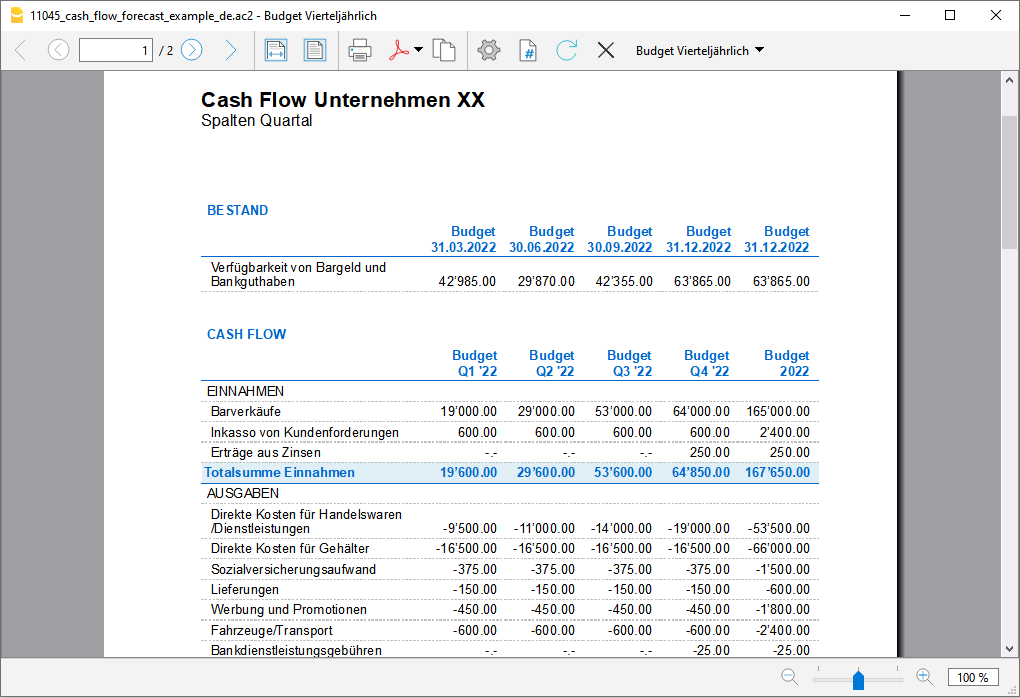 11045_cash_flow_forecast_example_de.ac2 - Budget Vierteljährlich
1 / 2 Budget Vierteljährlich
Cash Flow Unternehmen XX
Spalten Quartal
BESTAND
Budget Budget Budget Budget Budget
31.03.2022 30.06.2022 30.09.2022 31.12.2022 31.12.2022
Verfügbarkeit von Bargeld und
Bankguthaben 42'985.00 29'870.00 42'355.00 63'865.00 63'865.00
CASH FLOW
Budget Budget Budget Budget Budget
Q1 '22 Q2 '22 Q3 '22 Q4 '22 2022
EINNAHMEN
Barverkäufe 19'000.00 29'000.00 53'000.00 64'000.00 165'000.00
Inkasso von Kundenforderungen 600.00 600.00 600.00 600.00 2'400.00
Erträge aus Zinsen -.- -.- -.- 250.00 250.00
Totalsumme Einnahmen 19'600.00 29'600.00 53'600.00 64'850.00 167'650.00
AUSGABEN
Direkte Kosten für Handelswaren
/Dienstleistungen -9'500.00 -11'000.00 -14'000.00 -19'000.00 -53'500.00
Direkte Kosten für Gehälter -16'500.00 -16'500.00 -16'500.00 -16'500.00 -66'000.00
Sozialversicherungsaufwand -375.00 -375.00 -375.00 -375.00 -1'500.00
Lieferungen -150.00 -150.00 -150.00 -150.00 -600.00
Werbung und Promotionen -450.00 -450.00 -450.00 -450.00 -1'800.00
Fahrzeuge/Transport -600.00 -600.00 -600.00 -600.00 -2'400.00
Bankdienstleistungsgebühren -.- -.- -.- -25.00 -25.00
100 %